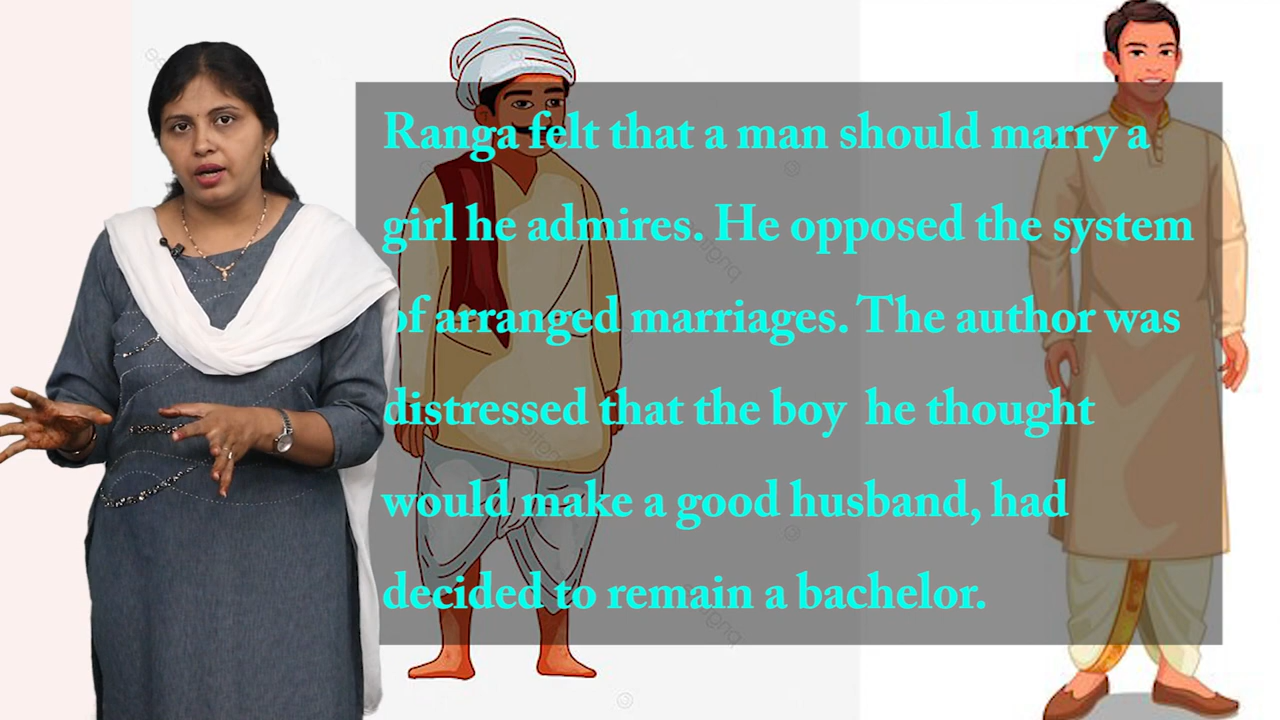 Ranga felt that a man should marry a
girl he admires. He opposed the system
of arranged marriages. The author was
distressed that the boy he thought
would make a good husband, had
decided to remain a bachelor.